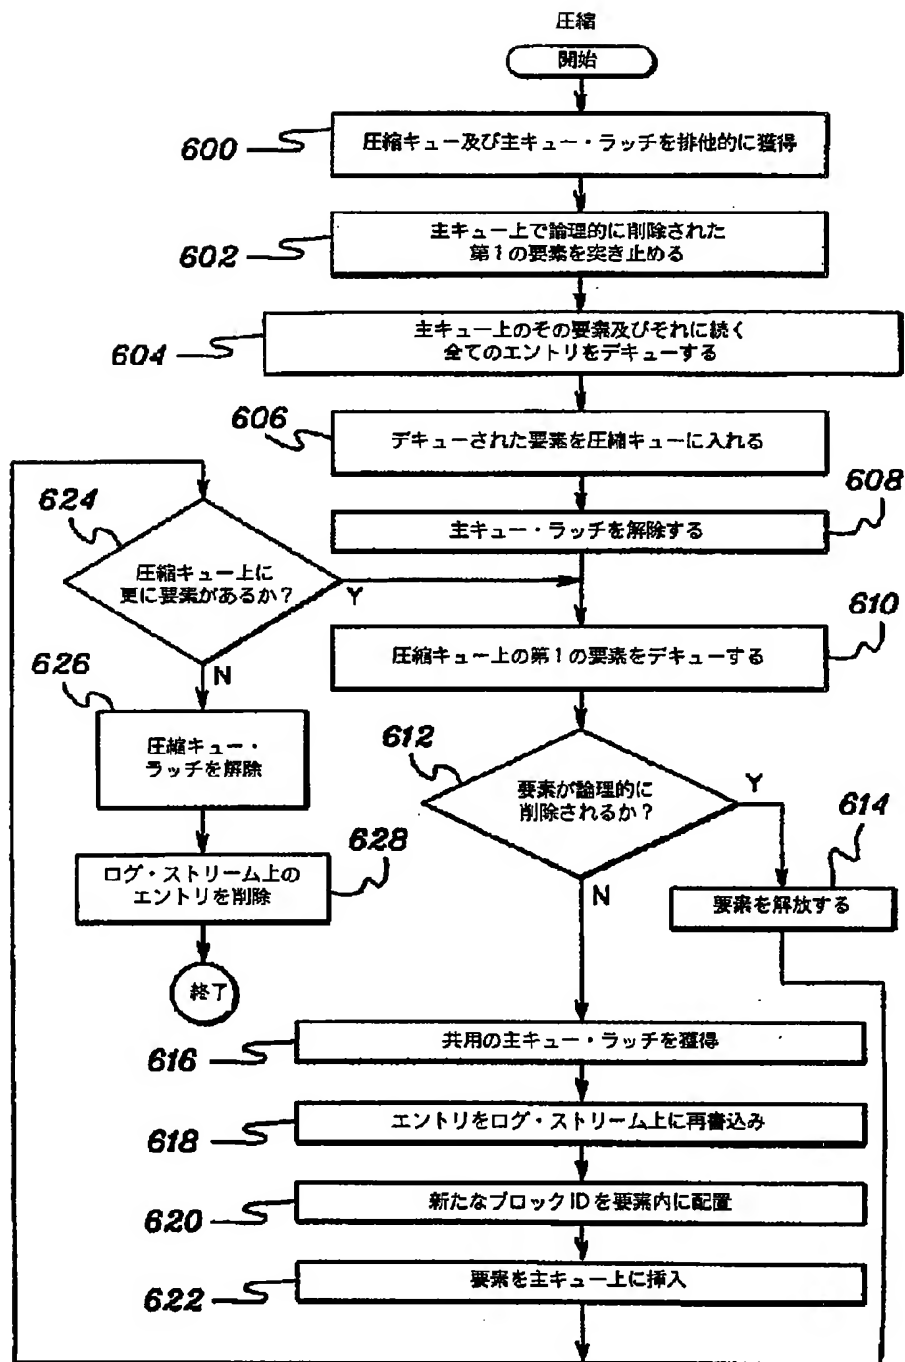 圧縮
開始
600
圧縮キュー及び主キュー・ラッチを排他的に獲得
602
主キュー上で論理的に削除された
第1の要素を突き止める
604
主キュー上のその要素及びそれに続く
全てのエントリをデキューする
606
デキューされた要素を圧縮キューに入れる
608
主キュー・ラッチを解除する
624
圧縮キュー上に
更に要素があるか？
Y
N
610
圧縮キュー上の第1の要素をデキューする
626
圧縮キュー・
ラッチを解除
612
要素が論理的に
削除されるか？
Y
N
614
要素を解放する
628
ログ・ストリーム上の
エントリを削除
終了
616
共用の主キュー・ラッチを獲得
618
エントリをログ・ストリーム上に再書込み
620
新たなブロックIDを要素内に配置
622
要素を主キュー上に挿入